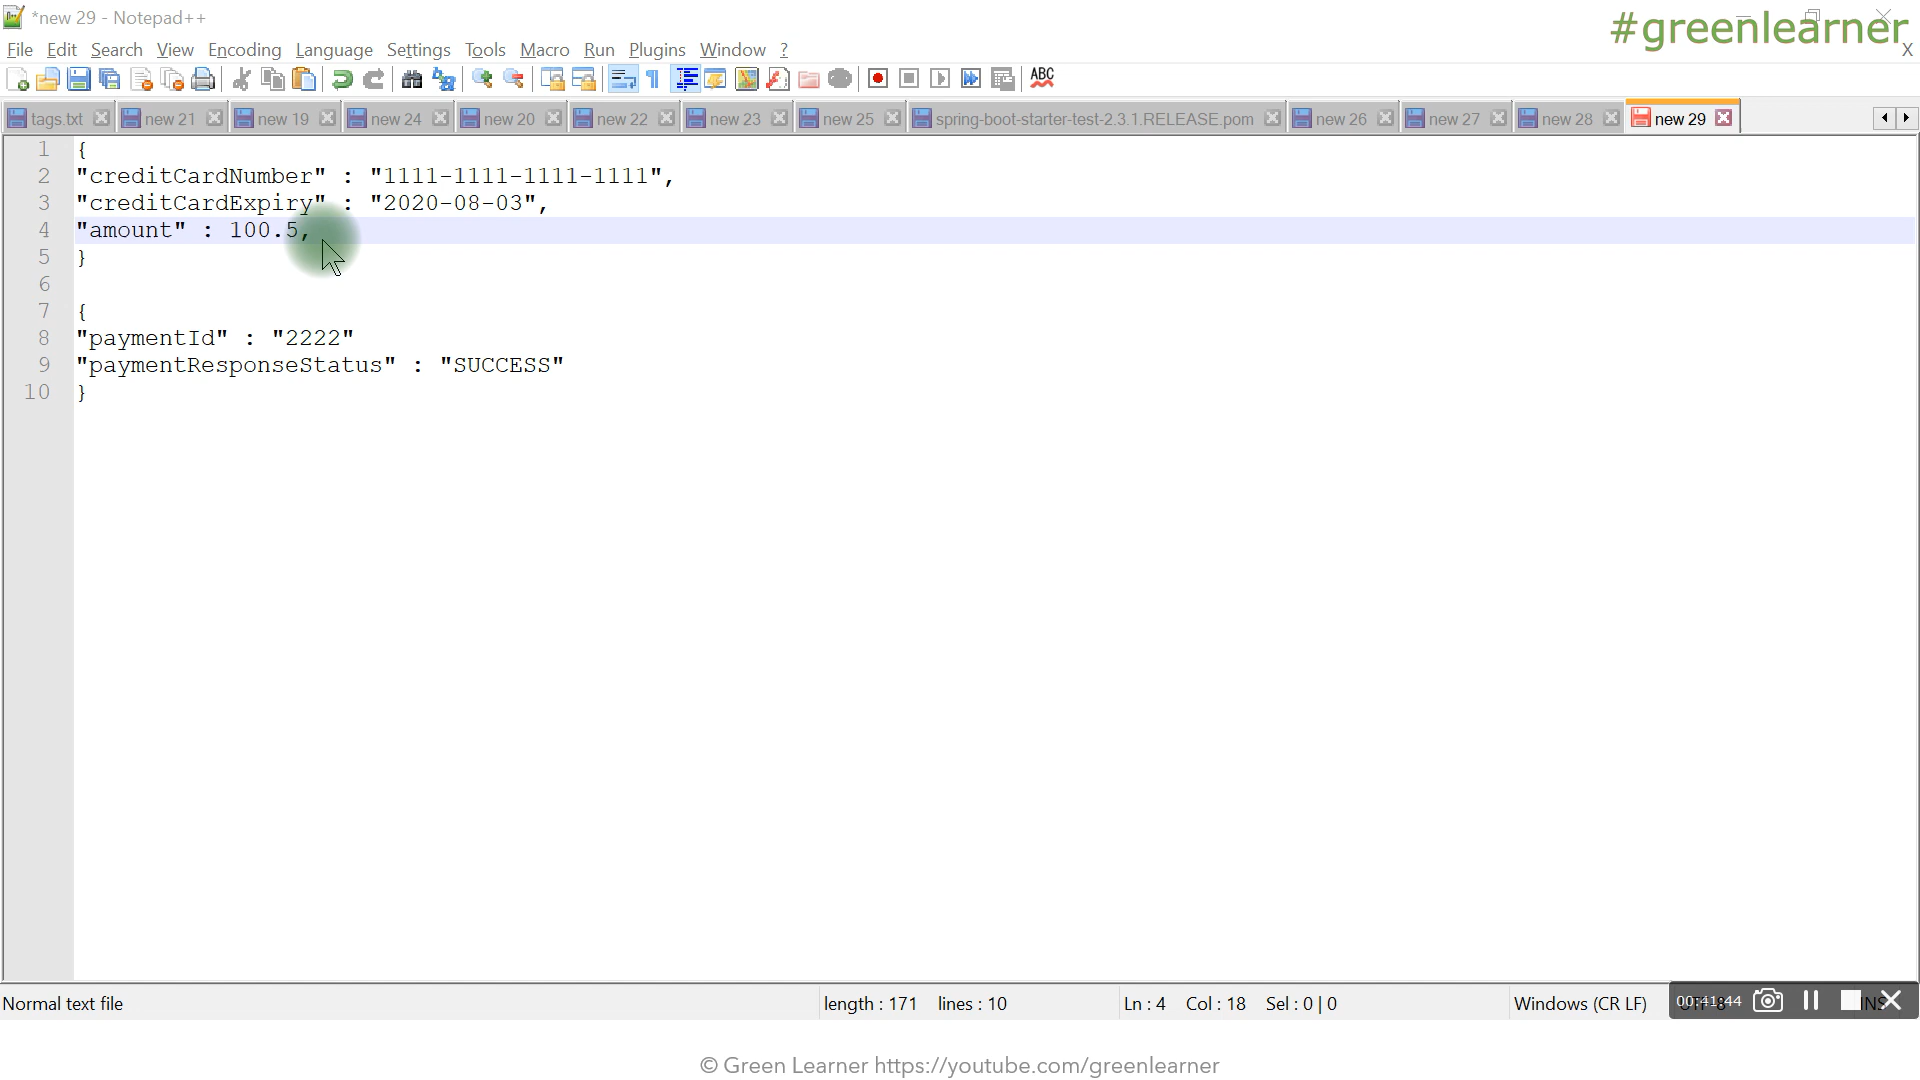 *new 29 - Notepad++
#greenlearner
File Edit Search View Encoding Language Settings Tools Macro Run Plugins Window ?
X
ABC
tags.txt new 21 new 19 new 24 new 20 new 22 new 23 new 25 spring-boot-starter-test-2.3.1.RELEASE.pom new 26 new 27 new 28 new 29
1 {
2 "creditCardNumber" : "1111-1111-1111-1111",
3 "creditCardExpiry" : "2020-08-03",
4 "amount" : 100.5,
5 }
6
7 {
8 "paymentId" : "2222"
9 "paymentResponseStatus" : "SUCCESS"
10 }
Normal text file length : 171 lines : 10 Ln : 4 Col : 18 Sel : 0 | 0 Windows (CR LF) 00:41:44
© Green Learner https://youtube.com/greenlearner